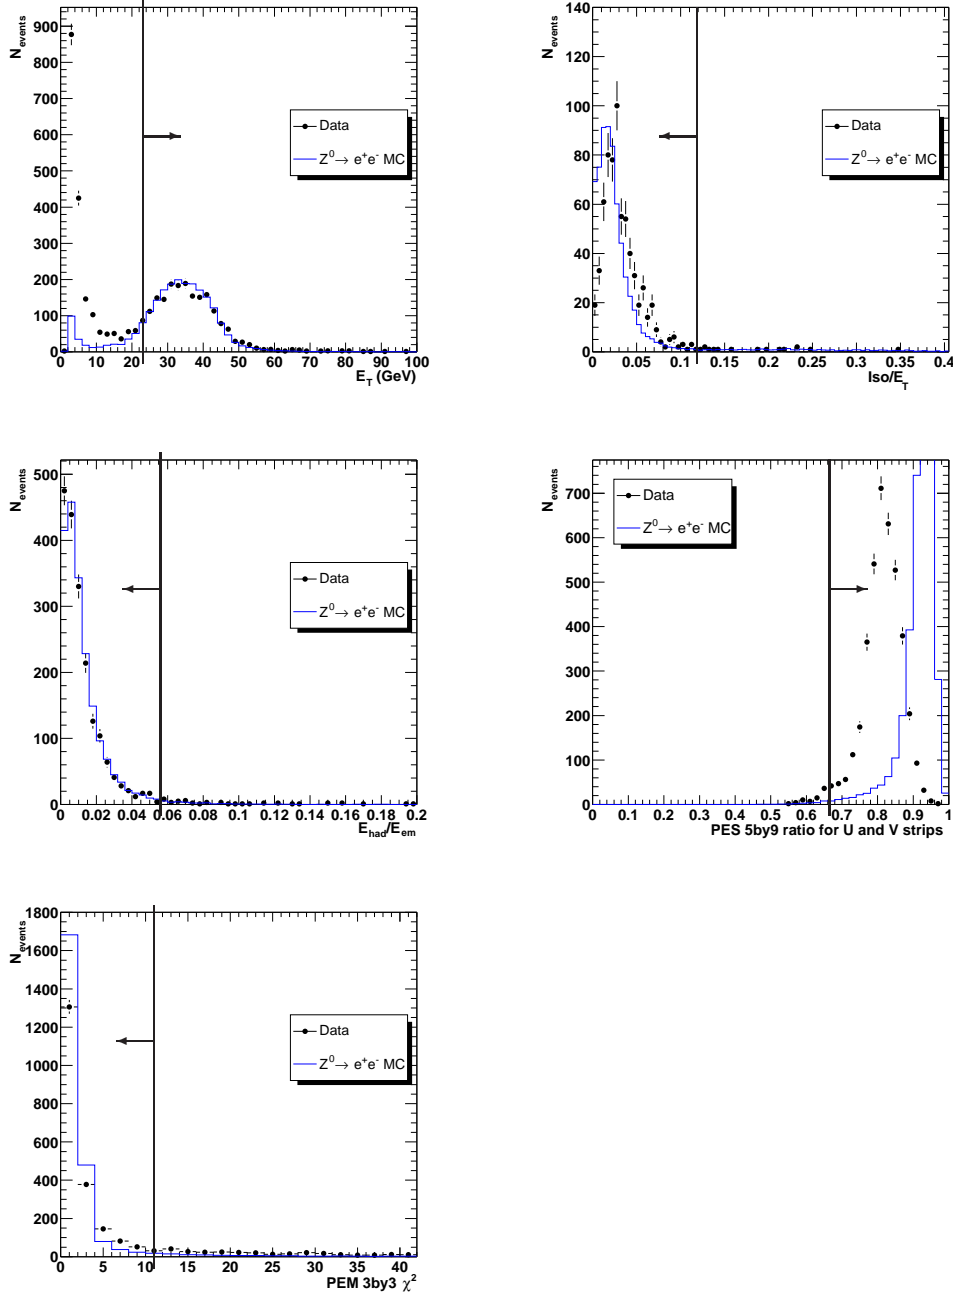 N_events
900
800
700
600
500
400
300
200
100
0
0 10 20 30 40 50 60 70 80 90 100
E_T (GeV)
Data
Z^0→ e^+e^- MC
N_events
140
120
100
80
60
40
20
0
0 0.05 0.1 0.15 0.2 0.25 0.3 0.35 0.4
Iso/E_T
Data
Z^0→ e^+e^- MC
N_events
500
400
300
200
100
0
0 0.02 0.04 0.06 0.08 0.1 0.12 0.14 0.16 0.18 0.2
E_had/E_em
Data
Z^0→ e^+e^- MC
N_events
700
600
500
400
300
200
100
0
0 0.1 0.2 0.3 0.4 0.5 0.6 0.7 0.8 0.9 1
PES 5by9 ratio for U and V strips
Data
Z^0→ e^+e^- MC
N_events
1800
1600
1400
1200
1000
800
600
400
200
0
0 5 10 15 20 25 30 35 40
PEM 3by3 χ^2
Data
Z^0→ e^+e^- MC